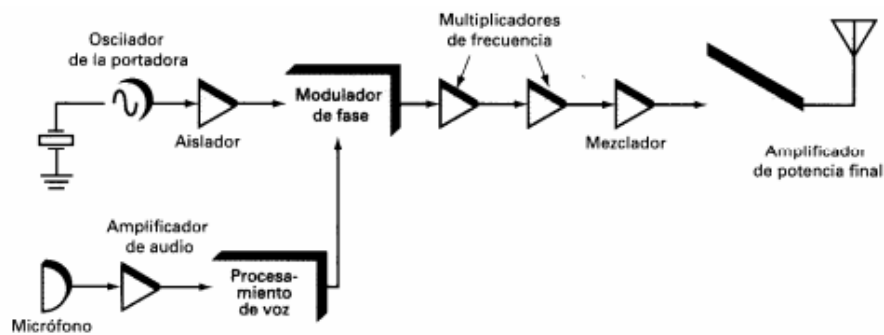 Multiplicadores
de frecuencia
Oscilador
de la portadora
Modulador
de fase
Aislador
Mezclador
Amplificador
de potencia final
Amplificador
de audio
Procesa-
miento
de voz
Micrófono